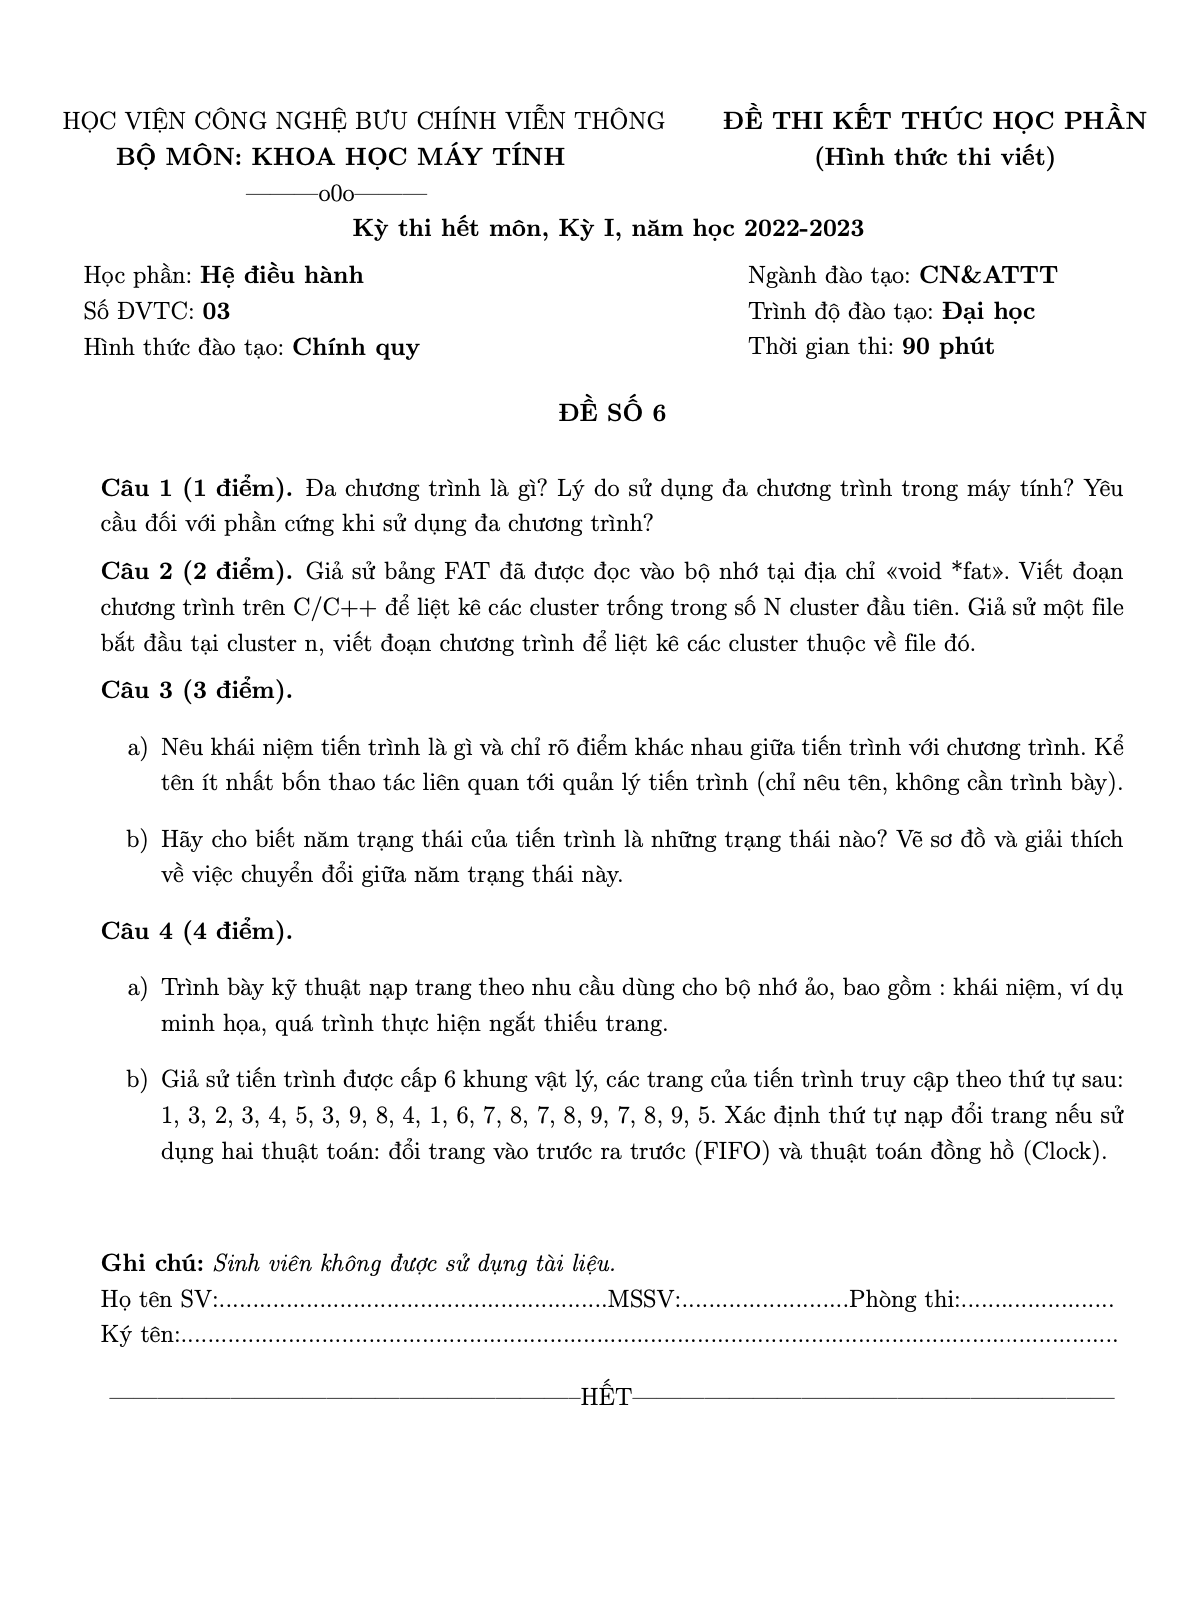 HỌC VIỆN CÔNG NGHỆ BƯU CHÍNH VIỄN THÔNG
ĐỀ THI KẾT THÚC HỌC PHẦN
BỘ MÔN: KHOA HỌC MÁY TÍNH
(Hình thức thi viết)
———o0o———
Kỳ thi hết môn, Kỳ I, năm học 2022-2023
Học phần: Hệ điều hành
Ngành đào tạo: CN&ATTT
Số ĐVTC: 03
Trình độ đào tạo: Đại học
Hình thức đào tạo: Chính quy
Thời gian thi: 90 phút
ĐỀ SỐ 6
Câu 1 (1 điểm). Đa chương trình là gì? Lý do sử dụng đa chương trình trong máy tính? Yêu
cầu đối với phần cứng khi sử dụng đa chương trình?
Câu 2 (2 điểm). Giả sử bảng FAT đã được đọc vào bộ nhớ tại địa chỉ «void *fat». Viết đoạn
chương trình trên C/C++ để liệt kê các cluster trống trong số N cluster đầu tiên. Giả sử một file
bắt đầu tại cluster n, viết đoạn chương trình để liệt kê các cluster thuộc về file đó.
Câu 3 (3 điểm).
a) Nêu khái niệm tiến trình là gì và chỉ rõ điểm khác nhau giữa tiến trình với chương trình. Kể
tên ít nhất bốn thao tác liên quan tới quản lý tiến trình (chỉ nêu tên, không cần trình bày).
b) Hãy cho biết năm trạng thái của tiến trình là những trạng thái nào? Vẽ sơ đồ và giải thích
về việc chuyển đổi giữa năm trạng thái này.
Câu 4 (4 điểm).
a) Trình bày kỹ thuật nạp trang theo nhu cầu dùng cho bộ nhớ ảo, bao gồm : khái niệm, ví dụ
minh họa, quá trình thực hiện ngắt thiếu trang.
b) Giả sử tiến trình được cấp 6 khung vật lý, các trang của tiến trình truy cập theo thứ tự sau:
1, 3, 2, 3, 4, 5, 3, 9, 8, 4, 1, 6, 7, 8, 7, 8, 9, 7, 8, 9, 5. Xác định thứ tự nạp đổi trang nếu sử
dụng hai thuật toán: đổi trang vào trước ra trước (FIFO) và thuật toán đồng hồ (Clock).
Ghi chú: Sinh viên không được sử dụng tài liệu.
Họ tên SV:..........................................................MSSV:.........................Phòng thi:.......................
Ký tên:............................................................................................................................................
————————————————————HẾT————————————————————